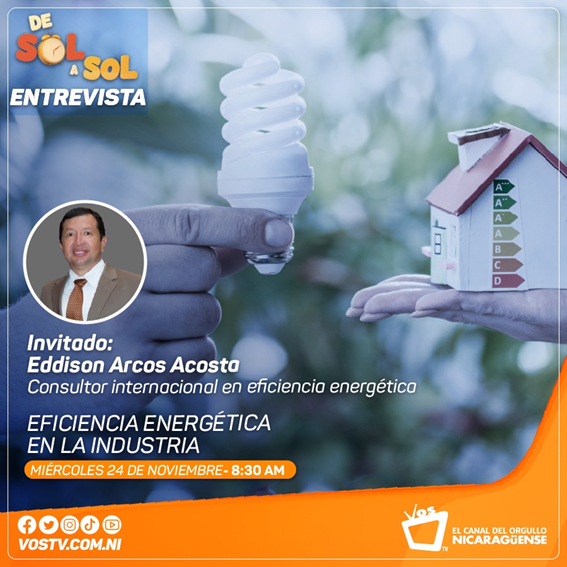 DE
SOL
A
SOL
ENTREVISTA
A
A
A
A
B
C
D
Invitado:
Eddison Arcos Acosta
Consultor internacional en eficiencia energética
EFICIENCIA ENERGÉTICA
EN LA INDUSTRIA
MIÉRCOLES 24 DE NOVIEMBRE- 8:30 AM
VOSTV.COM.NI
VOS
TV
EL CANAL DEL ORGULLO
NICARAGÜENSE